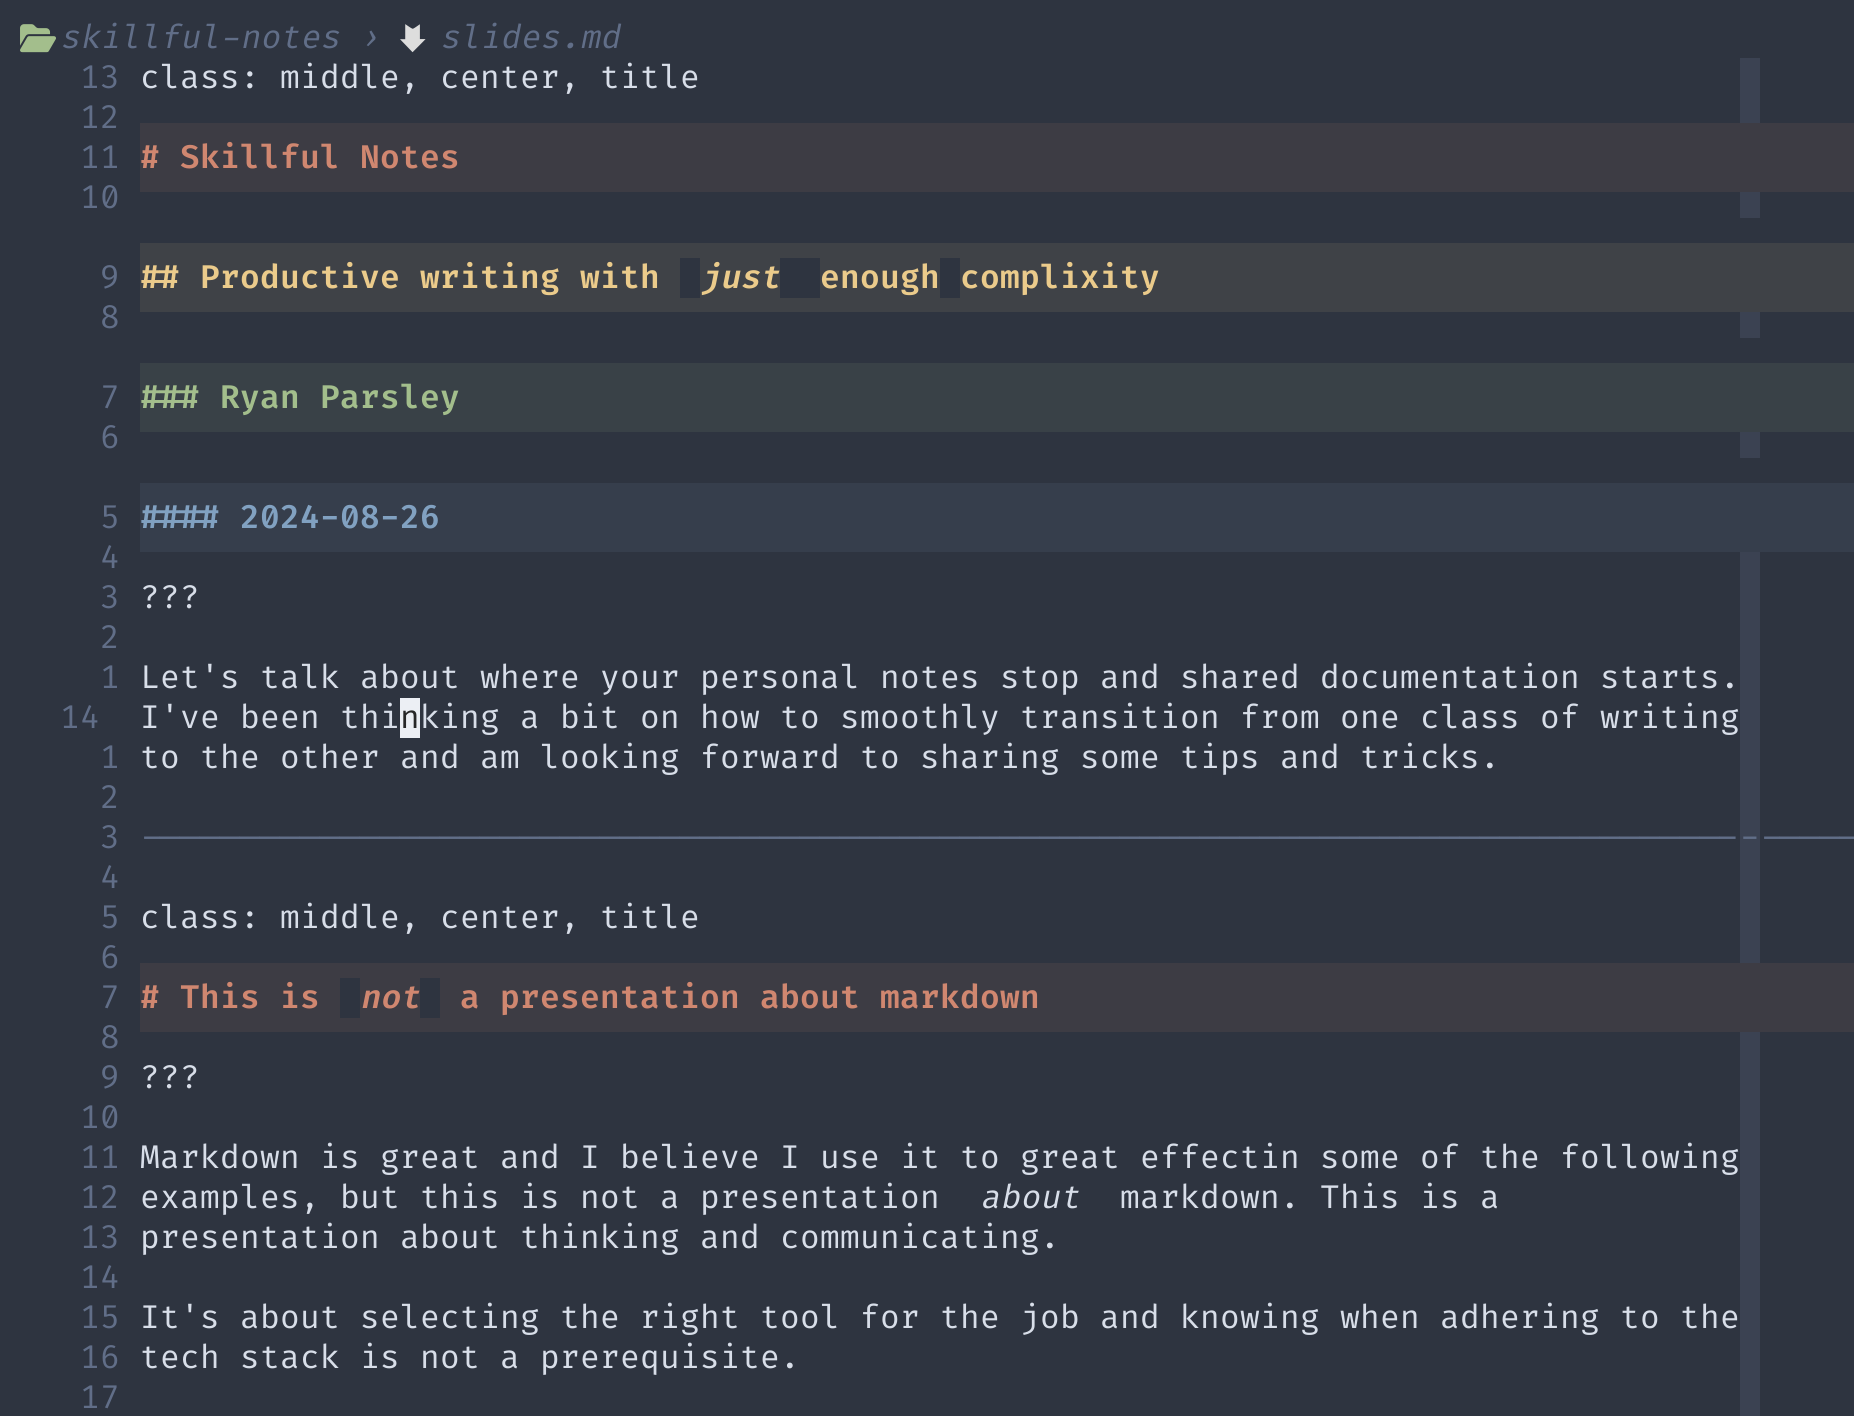 skillful-notes › slides.md
13 class: middle, center, title
12
11 # Skillful Notes
10
9 ## Productive writing with just enough complixity
8
7 ### Ryan Parsley
6
5 #### 2024-08-26
4
3 ???
2
1 Let's talk about where your personal notes stop and shared documentation starts.
14 I've been thinking a bit on how to smoothly transition from one class of writing
1 to the other and am looking forward to sharing some tips and tricks.
2
3
4
5 class: middle, center, title
6
7 # This is not a presentation about markdown
8
9 ???
10
11 Markdown is great and I believe I use it to great effectin some of the following
12 examples, but this is not a presentation about markdown. This is a
13 presentation about thinking and communicating.
14
15 It's about selecting the right tool for the job and knowing when adhering to the
16 tech stack is not a prerequisite.
17